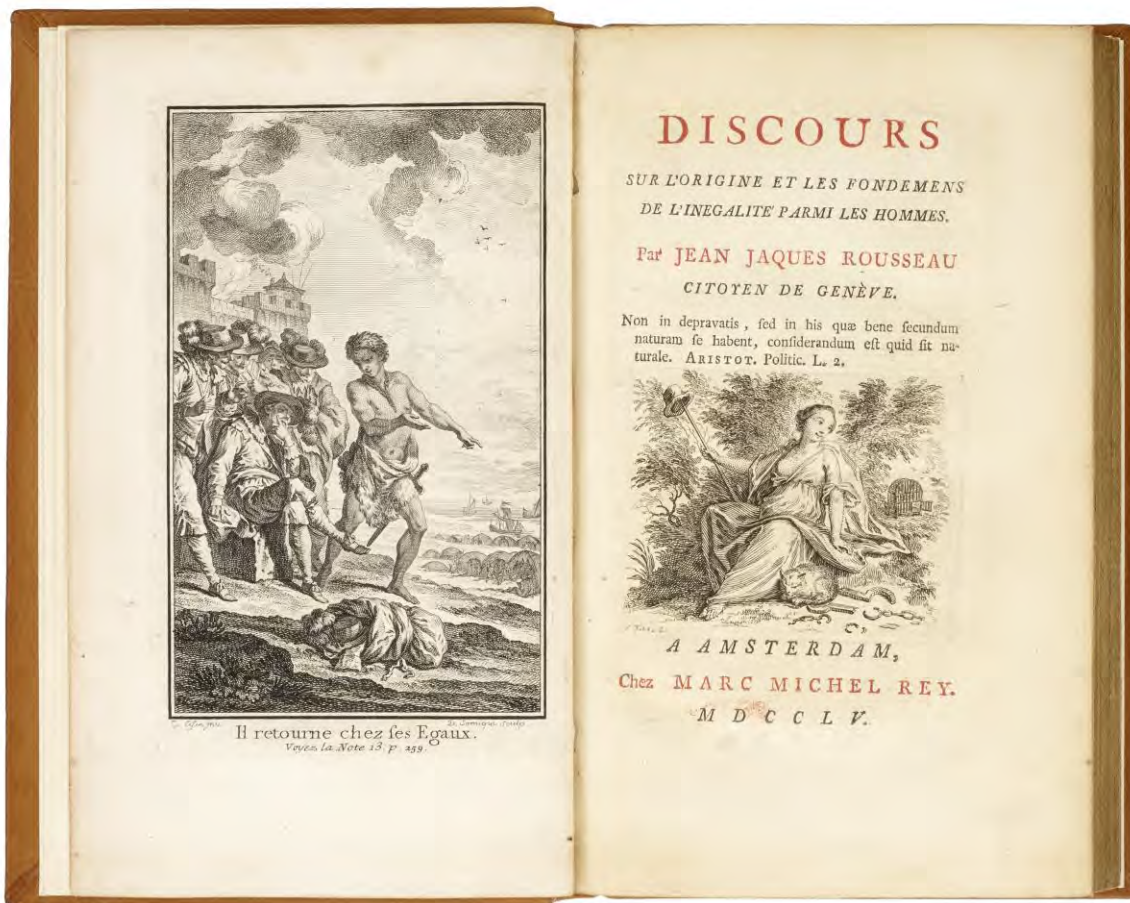 Il retourne chez ſes Egaux.
Voyez la Note 13. p. 259.
DISCOURS
SUR L'ORIGINE ET LES FONDEMENS
DE L'INEGALITE' PARMI LES HOMMES.
Par JEAN JAQUES ROUSSEAU
CITOYEN DE GENÈVE.
Non in depravatis, ſed in his quæ bene ſecundum
naturam ſe habent, conſiderandum eſt quid ſit na-
turale. ARISTOT. Politic. L. 2.
A AMSTERDAM,
Chez MARC MICHEL REY.
MDCCLV.